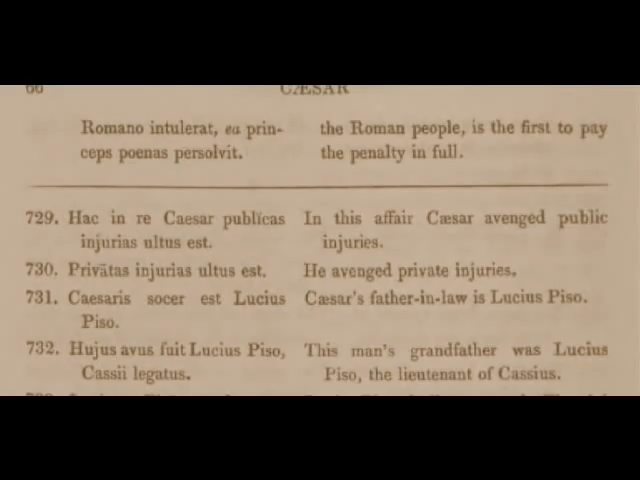 66 CÆSAR
Romano intulerat, ea prin- the Roman people, is the first to pay
ceps poenas persolvit. the penalty in full.
729. Hac in re Caesar publīcas In this affair Cæsar avenged public
injurias ultus est. injuries.
730. Privātas injurias ultus est. He avenged private injuries.
731. Caesaris socer est Lucius Cæsar's father-in-law is Lucius Piso.
Piso.
732. Hujus avus fuit Lucius Piso, This man's grandfather was Lucius
Cassii legatus. Piso, the lieutenant of Cassius.